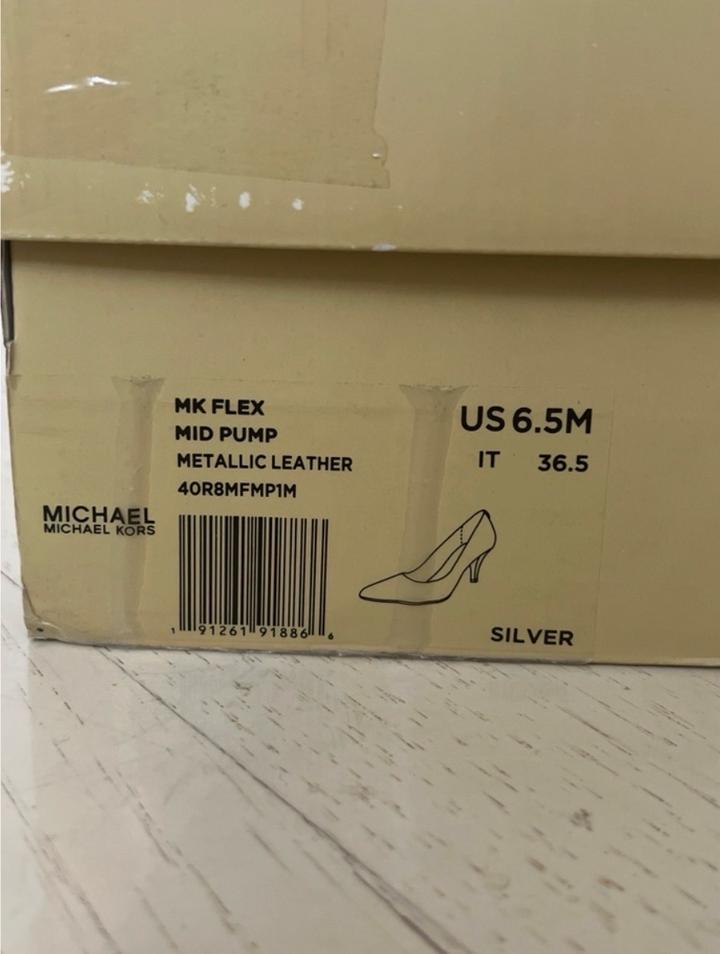 MK FLEX
MID PUMP
METALLIC LEATHER
40R8MFMP1M
US 6.5M
IT 36.5
MICHAEL
MICHAEL KORS
1 91261 91886 6
SILVER